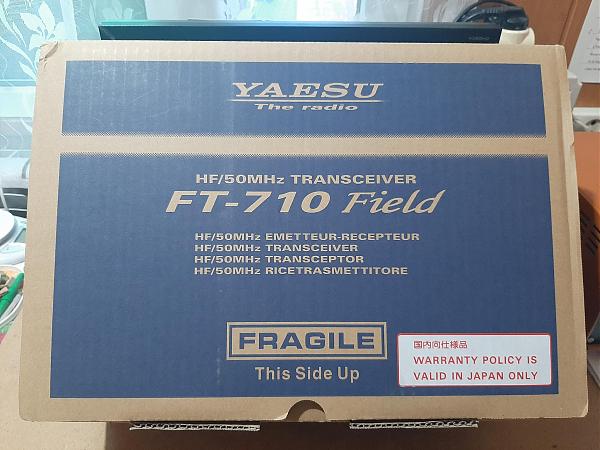 YAESU
The radio
HF/50MHz TRANSCEIVER
FT-710 Field
HF/50MHz EMETTEUR-RECEPTEUR
HF/50MHz TRANSCEIVER
HF/50MHz TRANSCEPTOR
HF/50MHz RICETRASMETTITORE
FRAGILE
This Side Up
国内向仕様品
WARRANTY POLICY IS
VALID IN JAPAN ONLY